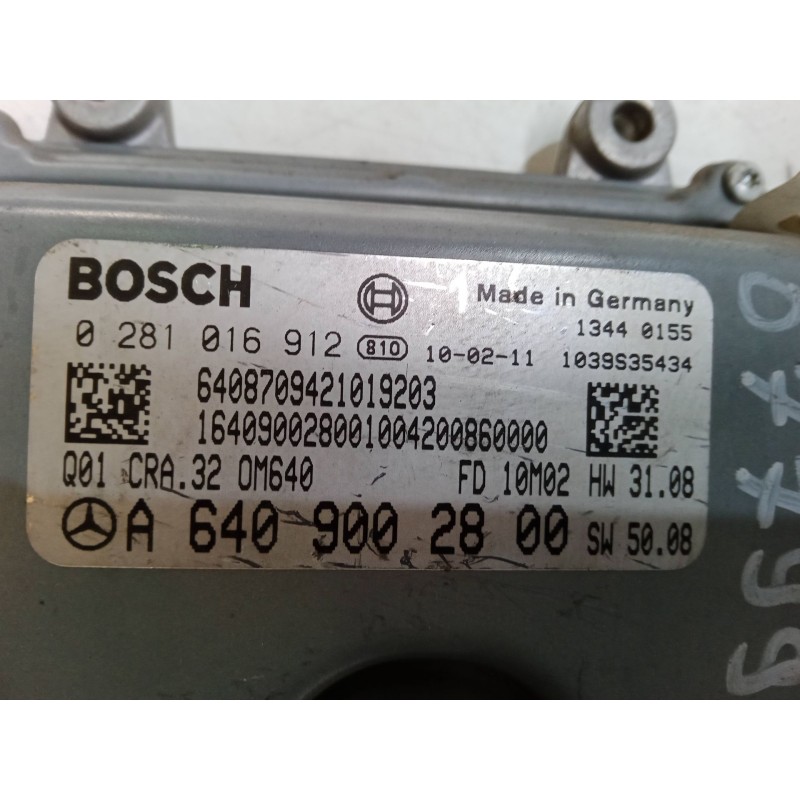 BOSCH
Made in Germany
1344 0155
0 281 016 912 810 10-02-11 1039S35434
6408709421019203
1640900280010042008600000
Q01 CRA.32 OM640 FD 10M02 HW 31.08
A 640 900 28 00 SW 50.08